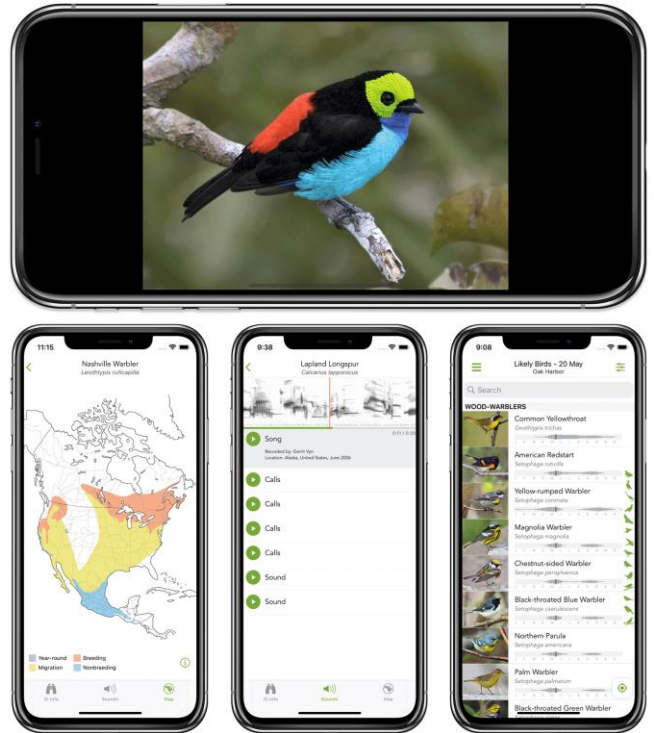 11:15
Nashville Warbler
Leiothlypis ruficapilla
Year-round
Breeding
Migration
Nonbreeding
ID Info
Sounds
Map
9:38
Lapland Longspur
Calcarius lapponicus
0:11 / 0:20
Song
Recorded by: Gerrit Vyn
Location: Alaska, United States, June 2006
Calls
Calls
Calls
Calls
Sound
Sound
ID Info
Sounds
Map
9:08
Likely Birds - 20 May
Oak Harbor
Search
WOOD-WARBLERS
Common Yellowthroat
Geothlypis trichas
American Redstart
Setophaga ruticilla
Yellow-rumped Warbler
Setophaga coronata
Magnolia Warbler
Setophaga magnolia
Chestnut-sided Warbler
Setophaga pensylvanica
Black-throated Blue Warbler
Setophaga caerulescens
Northern Parula
Setophaga americana
Palm Warbler
Setophaga palmarum
Black-throated Green Warbler